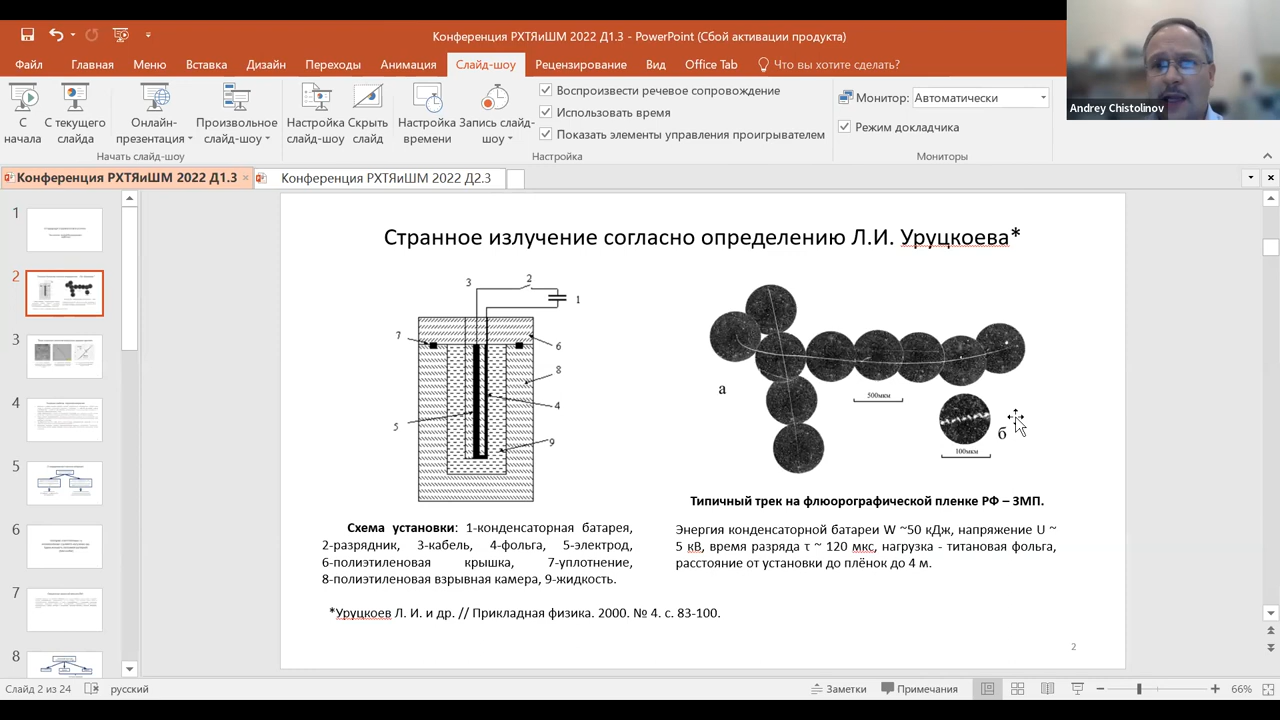 Конференция РХТЯиШМ 2022 Д1.3 - PowerPoint (Сбой активации продукта)
Файл Главная Меню Вставка Дизайн Переходы Анимация Слайд-шоу Рецензирование Вид Office Tab Что вы хотите сделать?
С начала
С текущего слайда
Онлайн-презентация
Произвольное слайд-шоу
Начать слайд-шоу
Настройка слайд-шоу
Скрыть слайд
Настройка времени
Запись слайд-шоу
Воспроизвести речевое сопровождение
Использовать время
Показать элементы управления проигрывателем
Настройка
Монитор: Автоматически
Режим докладчика
Мониторы
Andrey Chistolinov
Конференция РХТЯиШМ 2022 Д1.3
Конференция РХТЯиШМ 2022 Д2.3
1
2
3
4
5
6
7
8
Странное излучение согласно определению Л.И. Уруцкоева*
3
2
1
7
6
8
4
5
9
а
500мкм
б
100мкм
Типичный трек на флюорографической пленке РФ – ЗМП.
Схема установки: 1-конденсаторная батарея,
2-разрядник, 3-кабель, 4-фольга, 5-электрод,
6-полиэтиленовая крышка, 7-уплотнение,
8-полиэтиленовая взрывная камера, 9-жидкость.
Энергия конденсаторной батареи W ~50 кДж, напряжение U ~
5 кВ, время разряда τ ~ 120 мкс, нагрузка - титановая фольга,
расстояние от установки до плёнок до 4 м.
*Уруцкоев Л. И. и др. // Прикладная физика. 2000. № 4. с. 83-100.
2
Слайд 2 из 24 русский Заметки Примечания 66%